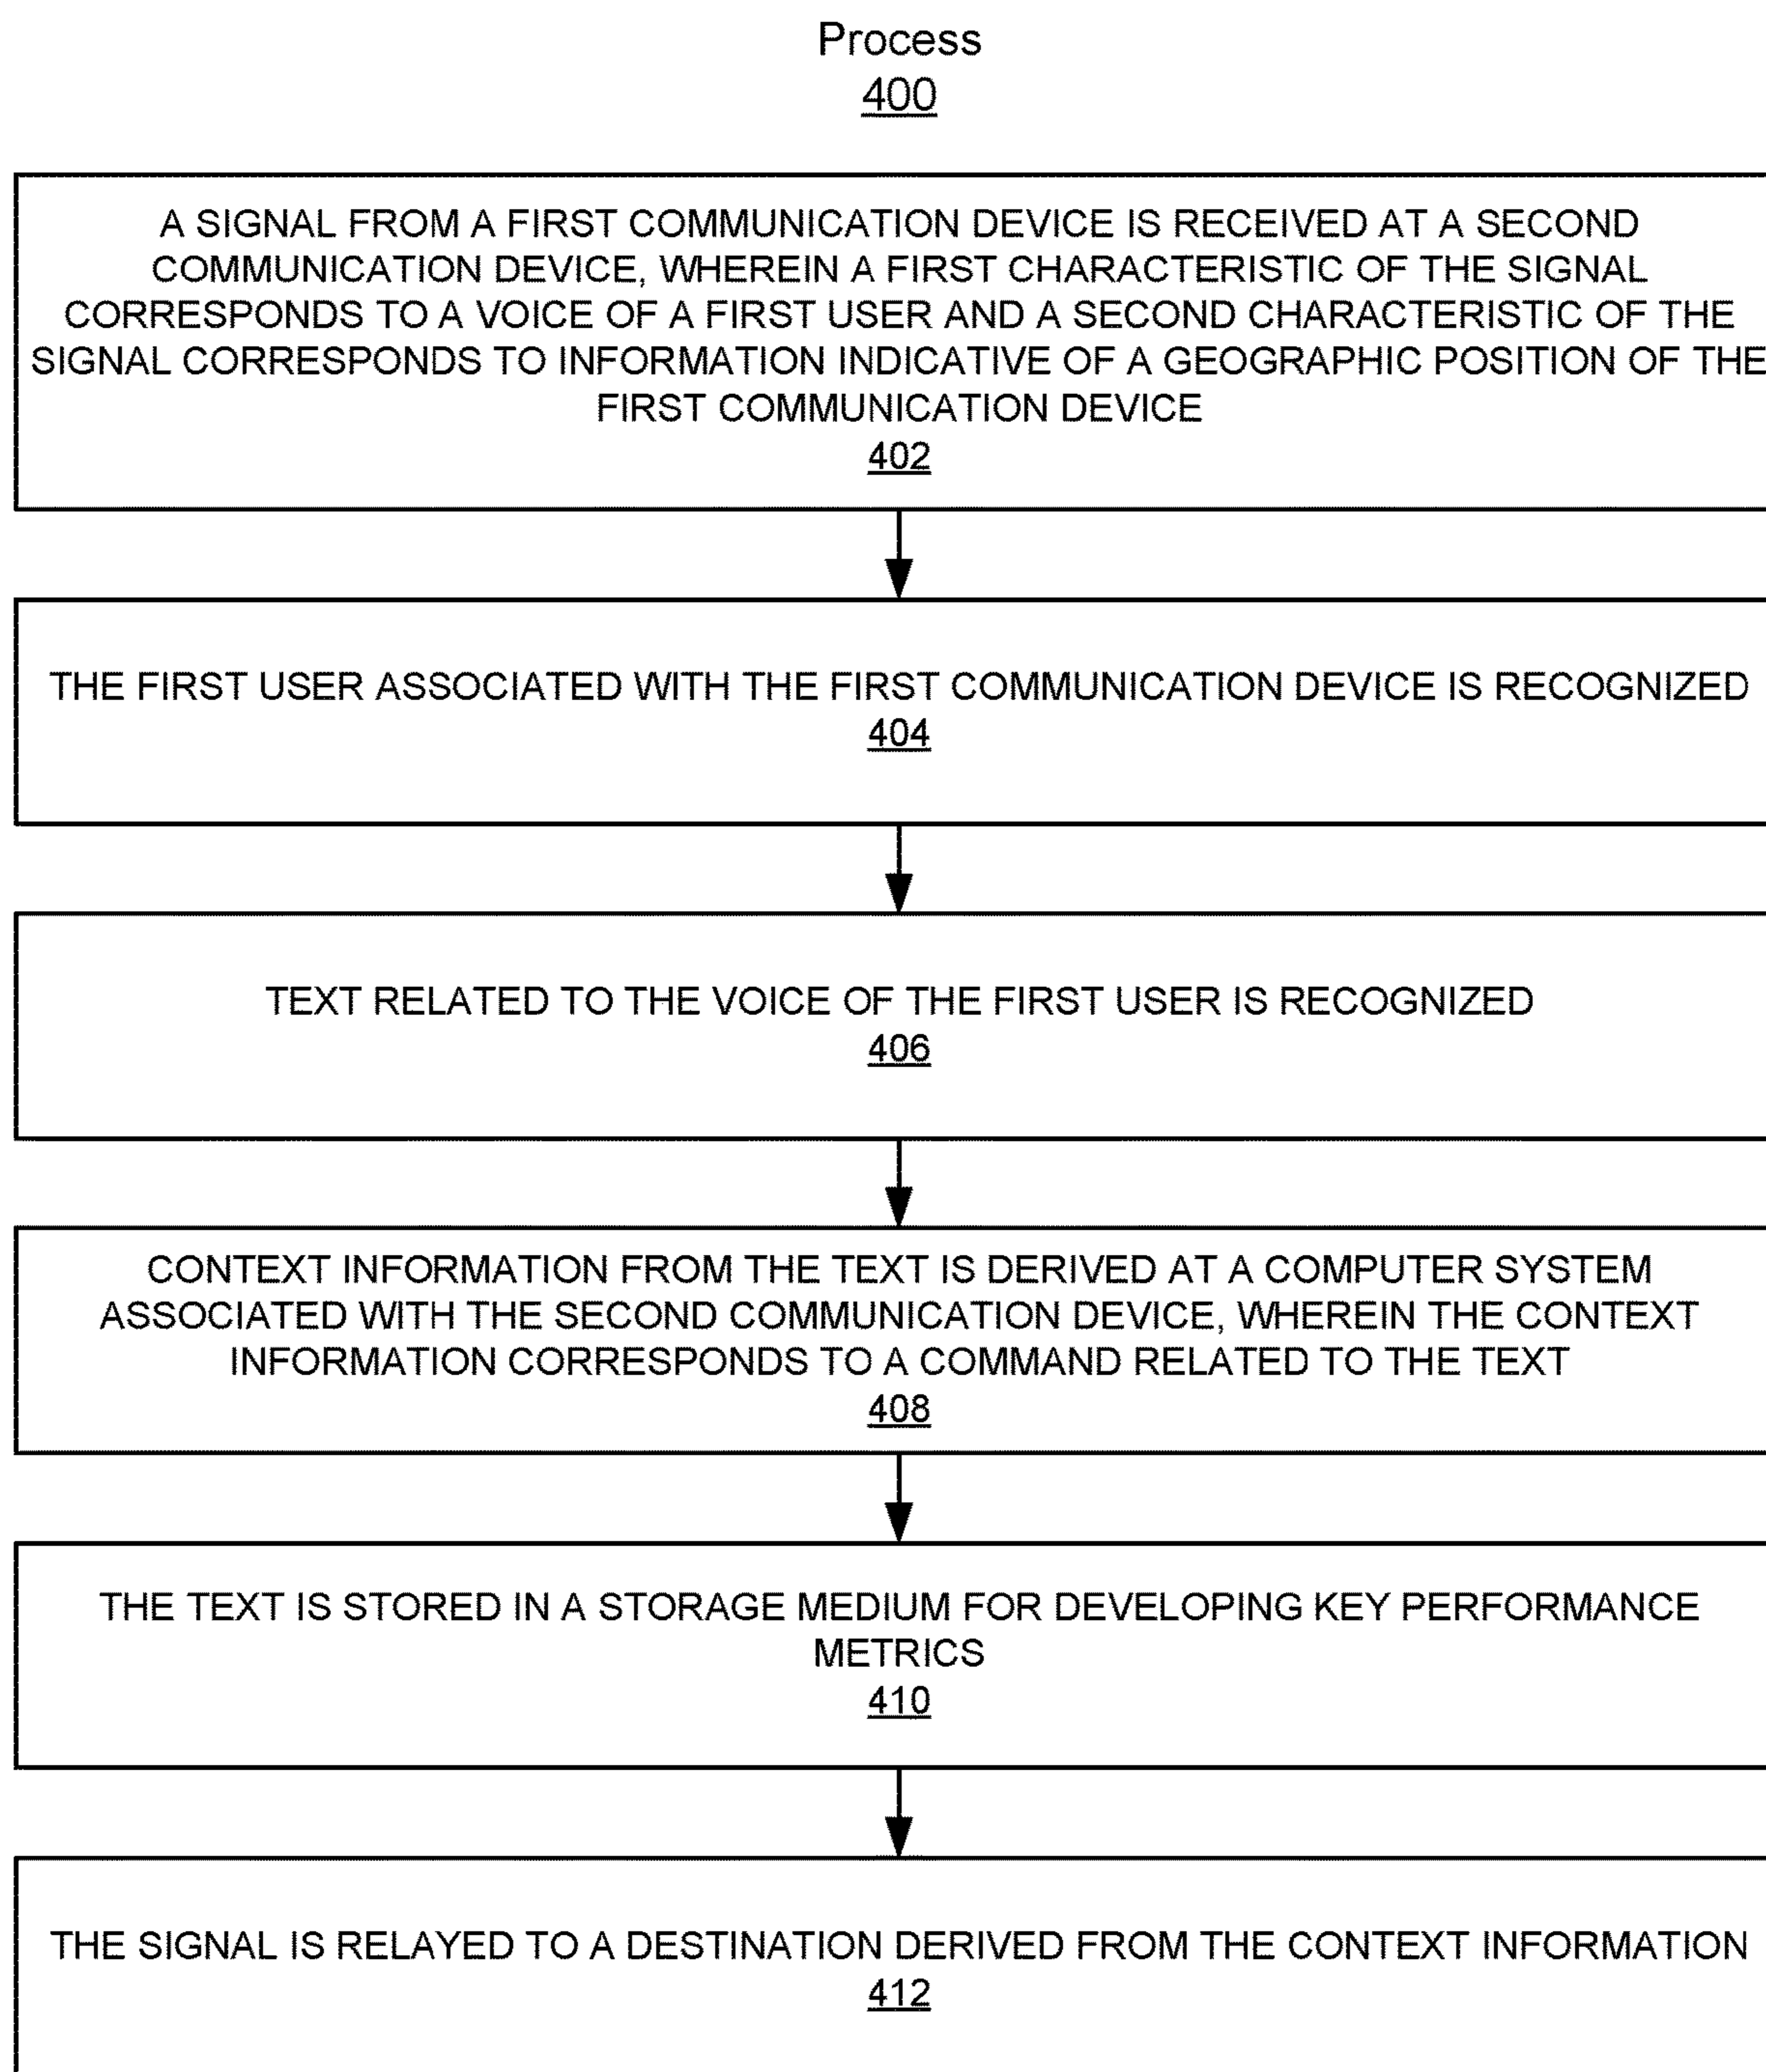 Process
400
A SIGNAL FROM A FIRST COMMUNICATION DEVICE IS RECEIVED AT A SECOND
COMMUNICATION DEVICE, WHEREIN A FIRST CHARACTERISTIC OF THE SIGNAL
CORRESPONDS TO A VOICE OF A FIRST USER AND A SECOND CHARACTERISTIC OF THE
SIGNAL CORRESPONDS TO INFORMATION INDICATIVE OF A GEOGRAPHIC POSITION OF THE
FIRST COMMUNICATION DEVICE
402
THE FIRST USER ASSOCIATED WITH THE FIRST COMMUNICATION DEVICE IS RECOGNIZED
404
TEXT RELATED TO THE VOICE OF THE FIRST USER IS RECOGNIZED
406
CONTEXT INFORMATION FROM THE TEXT IS DERIVED AT A COMPUTER SYSTEM
ASSOCIATED WITH THE SECOND COMMUNICATION DEVICE, WHEREIN THE CONTEXT
INFORMATION CORRESPONDS TO A COMMAND RELATED TO THE TEXT
408
THE TEXT IS STORED IN A STORAGE MEDIUM FOR DEVELOPING KEY PERFORMANCE
METRICS
410
THE SIGNAL IS RELAYED TO A DESTINATION DERIVED FROM THE CONTEXT INFORMATION
412